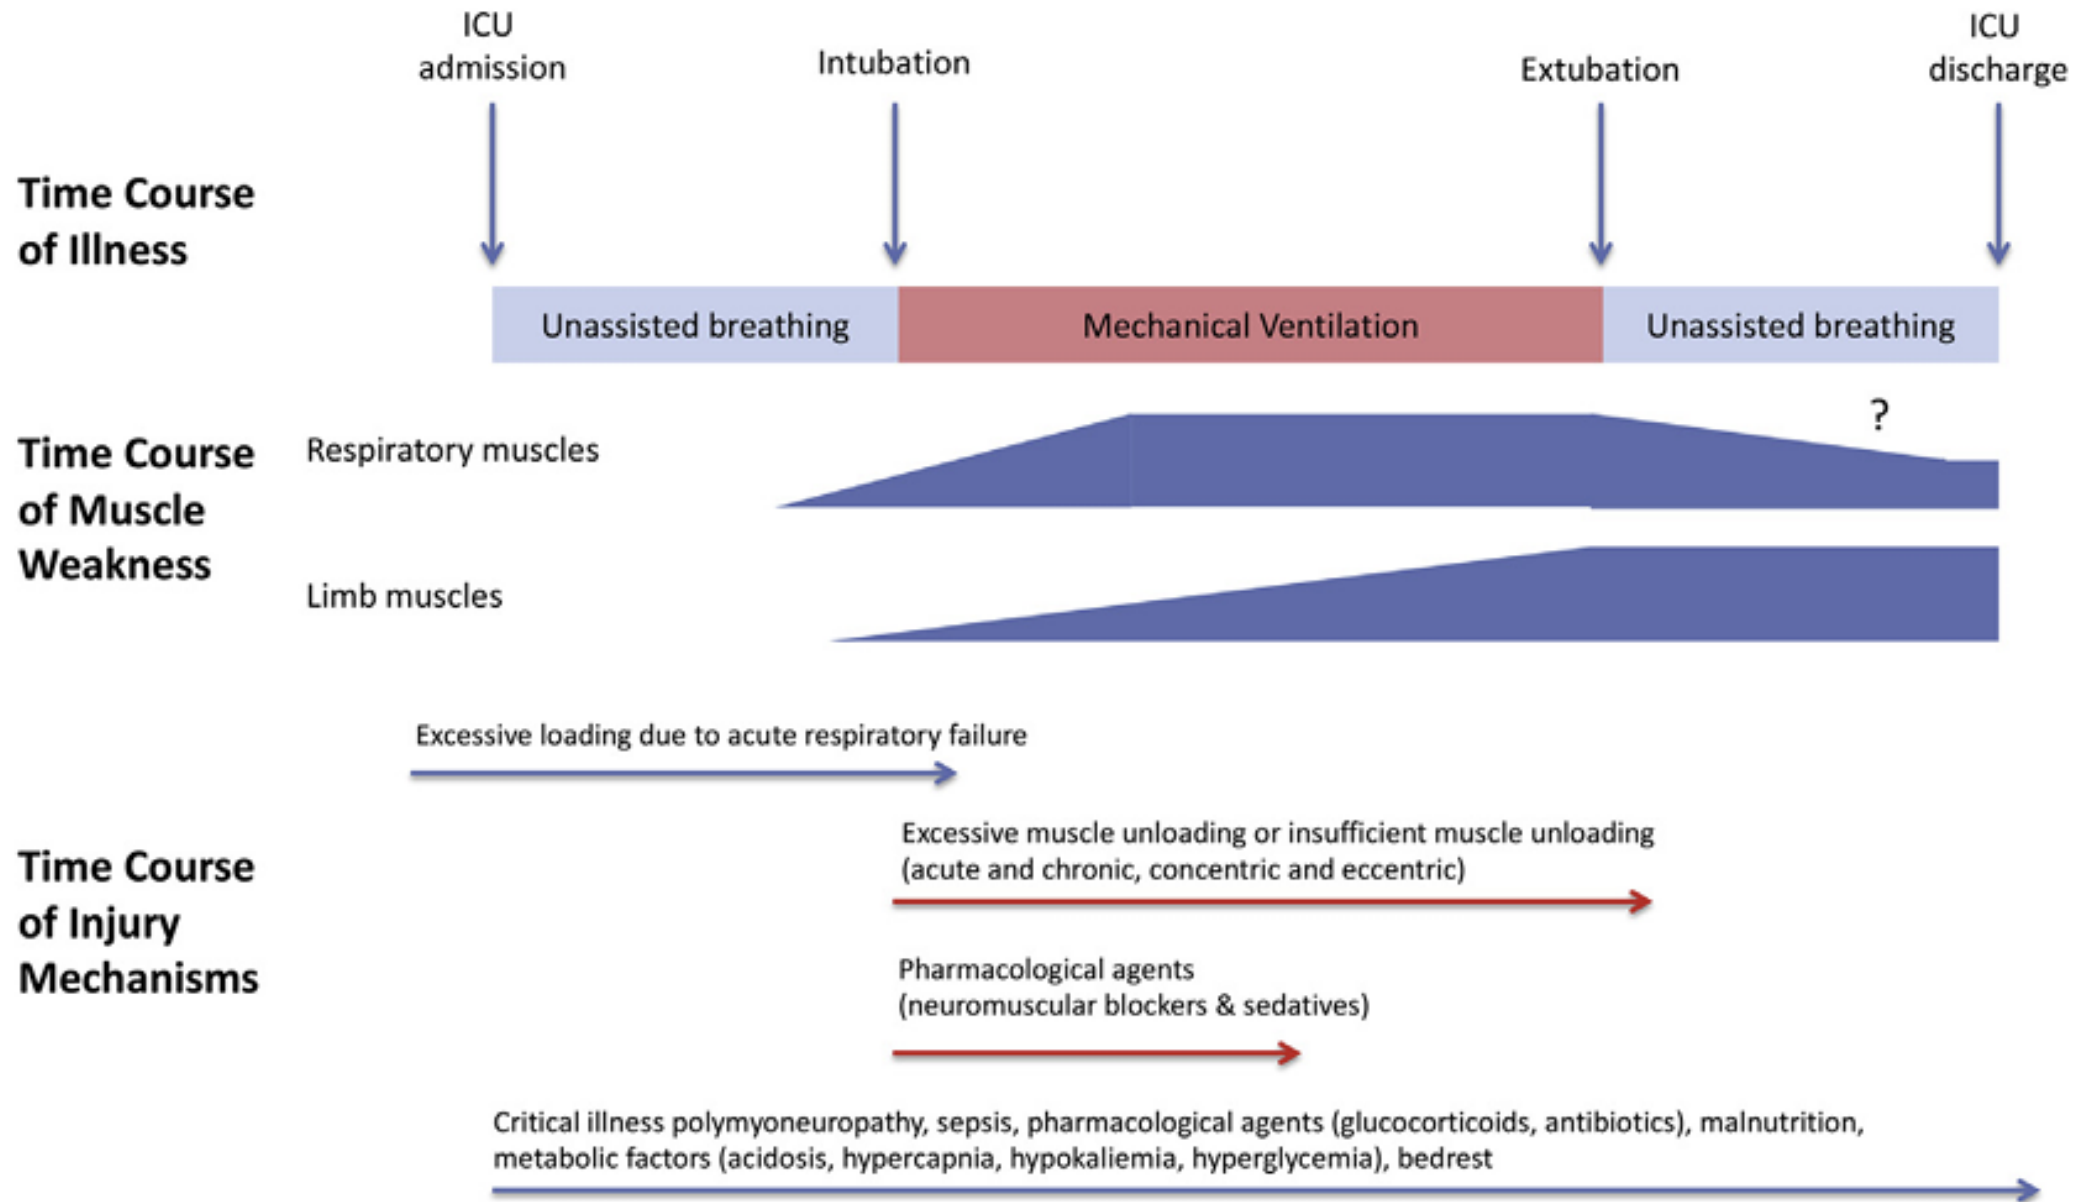 ICU
admission
Intubation
Extubation
ICU
discharge
Time Course
of Illness
Unassisted breathing
Mechanical Ventilation
Unassisted breathing
?
Time Course
of Muscle
Weakness
Respiratory muscles
Limb muscles
Excessive loading due to acute respiratory failure
Time Course
of Injury
Mechanisms
Excessive muscle unloading or insufficient muscle unloading
(acute and chronic, concentric and eccentric)
Pharmacological agents
(neuromuscular blockers & sedatives)
Critical illness polymyoneuropathy, sepsis, pharmacological agents (glucocorticoids, antibiotics), malnutrition,
metabolic factors (acidosis, hypercapnia, hypokaliemia, hyperglycemia), bedrest